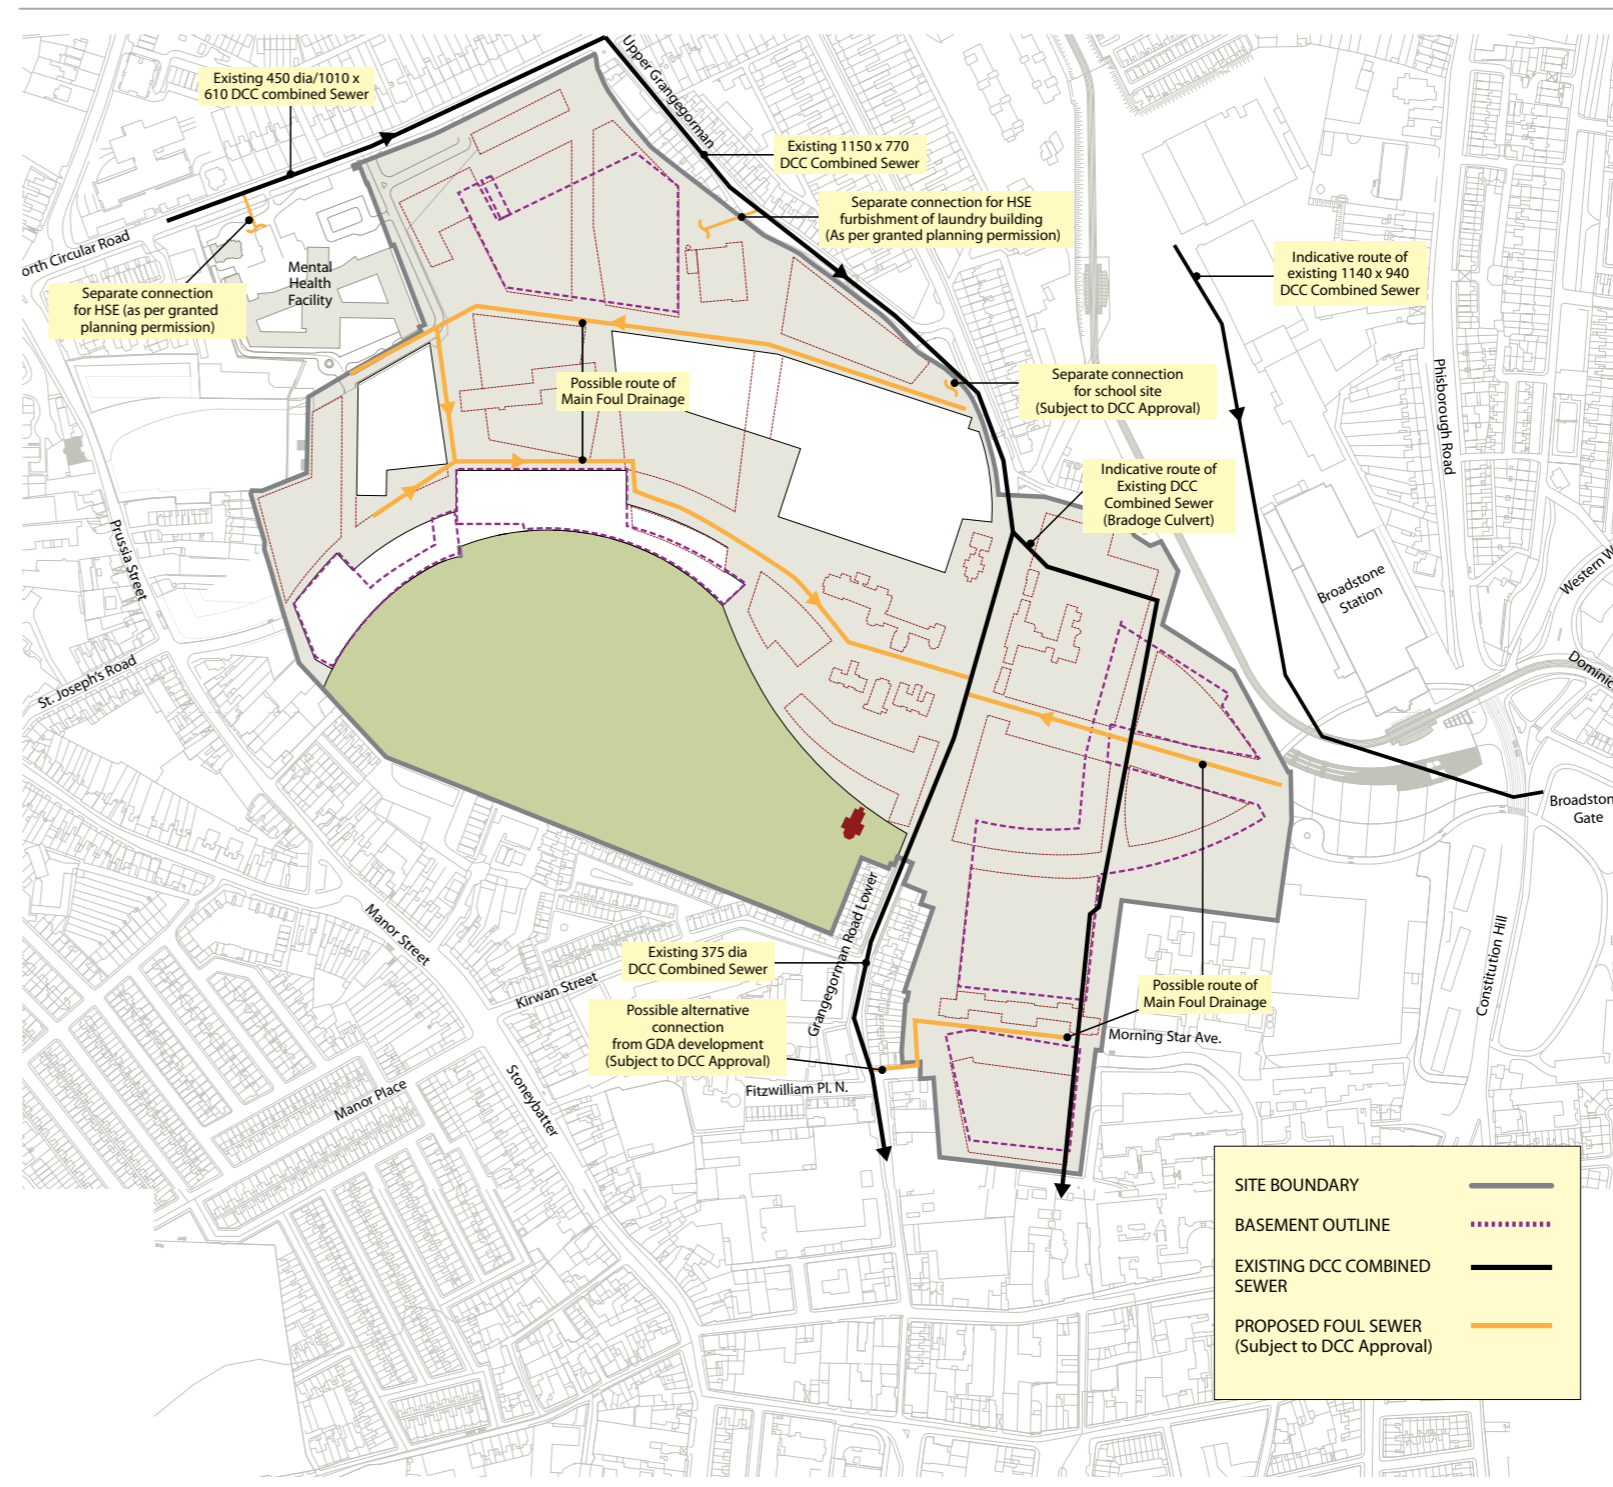 Existing 450 dia/1010 x
610 DCC combined Sewer
Upper Grangegorman
Existing 1150 x 770
DCC Combined Sewer
Separate connection for HSE
furbishment of laundry building
(As per granted planning permission)
orth Circular Road
Mental
Health
Facility
Separate connection
for HSE (as per granted
planning permission)
Indicative route of
existing 1140 x 940
DCC Combined Sewer
Possible route of
Main Foul Drainage
Separate connection
for school site
(Subject to DCC Approval)
Phisborough Road
Indicative route of
Existing DCC
Combined Sewer
(Bradoge Culvert)
Prussia Street
Broadstone
Station
Western W
St. Joseph's Road
Dominic
Broadston
Gate
Manor Street
Grangegorman Road Lower
Existing 375 dia
DCC Combined Sewer
Kirwan Street
Constitution Hill
Possible route of
Main Foul Drainage
Possible alternative
connection
from GDA development
(Subject to DCC Approval)
Morning Star Ave.
Fitzwilliam Pl. N.
Manor Place
Stoneybatter
SITE BOUNDARY
BASEMENT OUTLINE
EXISTING DCC COMBINED
SEWER
PROPOSED FOUL SEWER
(Subject to DCC Approval)